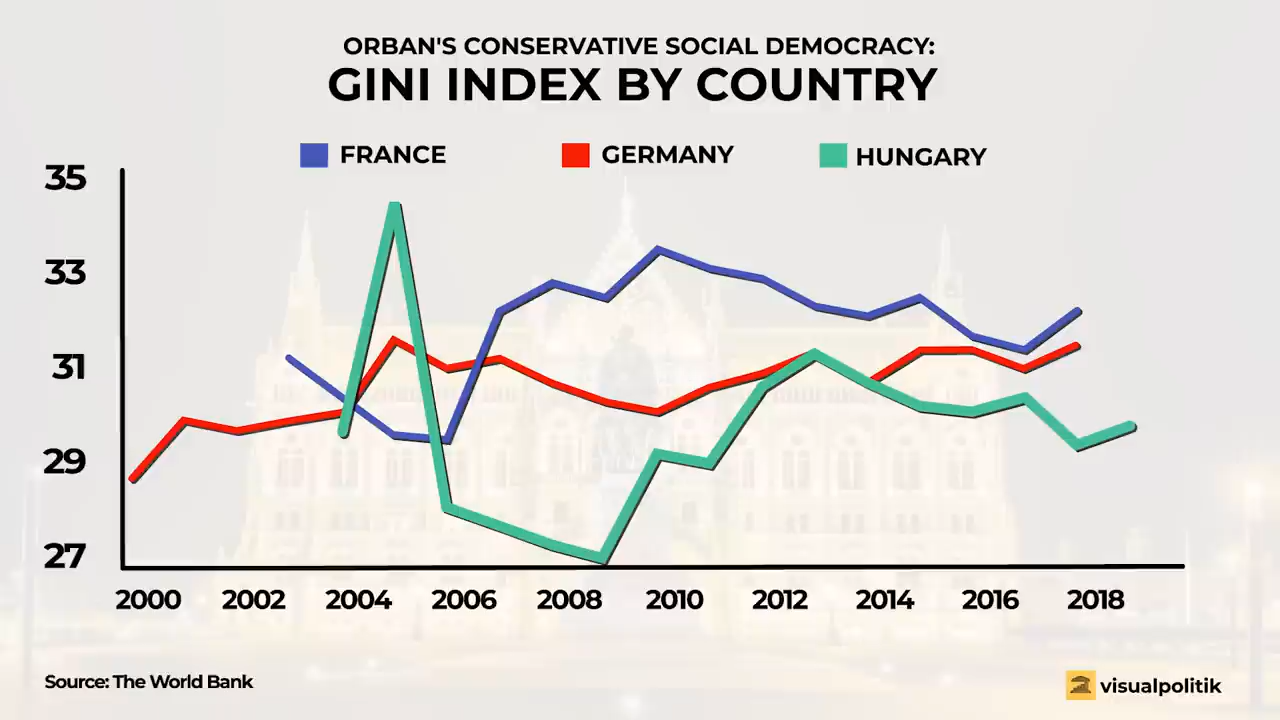 ORBAN'S CONSERVATIVE SOCIAL DEMOCRACY:
GINI INDEX BY COUNTRY
FRANCE GERMANY HUNGARY
35
33
31
29
27
2000 2002 2004 2006 2008 2010 2012 2014 2016 2018
Source: The World Bank
visualpolitik